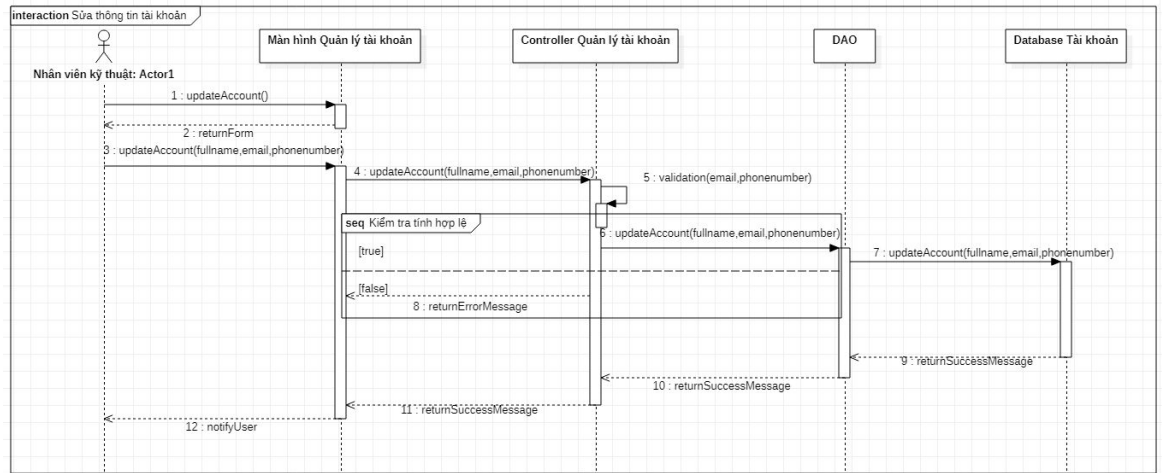 interaction Sửa thông tin tài khoản
Màn hình Quản lý tài khoản
Controller Quản lý tài khoản
DAO
Database Tài khoản
Nhân viên kỹ thuật: Actor1
1 : updateAccount()
2 : returnForm
3 : updateAccount(fullname,email,phonenumber)
4 : updateAccount(fullname,email,phonenumber)
5 : validation(email,phonenumber)
seq Kiểm tra tính hợp lệ
6 : updateAccount(fullname,email,phonenumber)
[true]
7 : updateAccount(fullname,email,phonenumber)
[false]
8 : returnErrorMessage
9 : returnSuccessMessage
10 : returnSuccessMessage
11 : returnSuccessMessage
12 : notifyUser